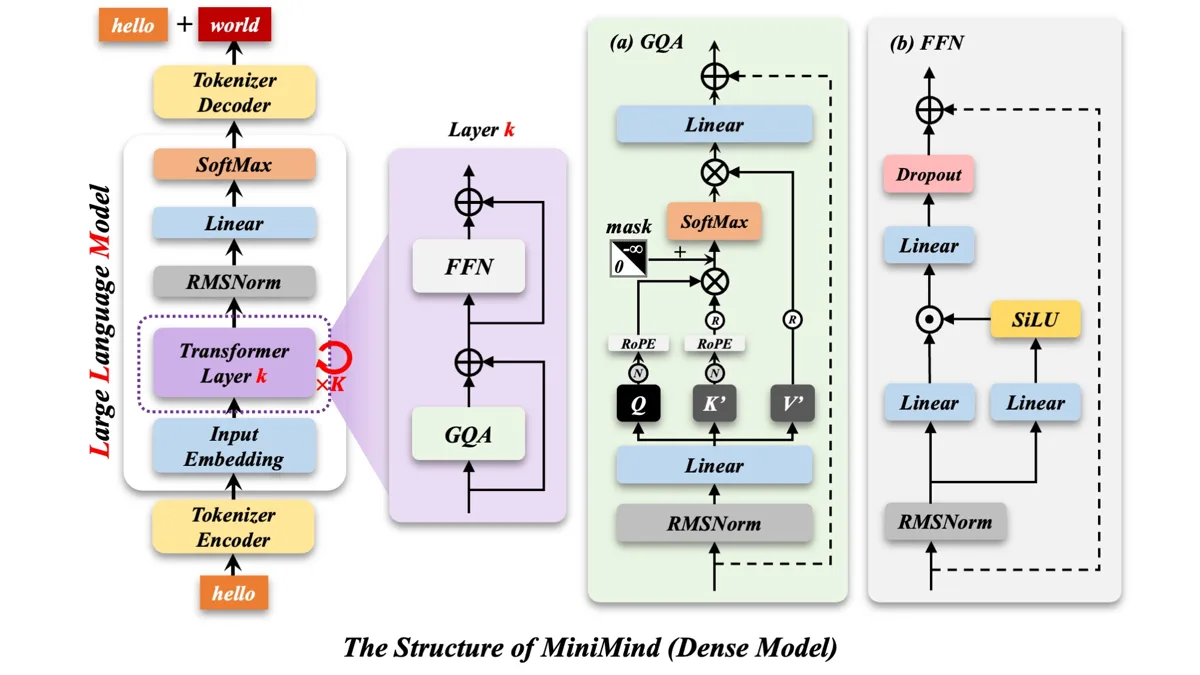 hello + world
Tokenizer
Decoder
SoftMax
Linear
RMSNorm
Transformer
Layer k
×K
Input
Embedding
Tokenizer
Encoder
hello
Large Language Model
Layer k
FFN
GQA
(a) GQA
Linear
SoftMax
mask
-∞
0
+
R
R
RoPE
RoPE
N
N
Q
K’
V’
Linear
RMSNorm
(b) FFN
Dropout
Linear
SiLU
Linear
Linear
RMSNorm
The Structure of MiniMind (Dense Model)